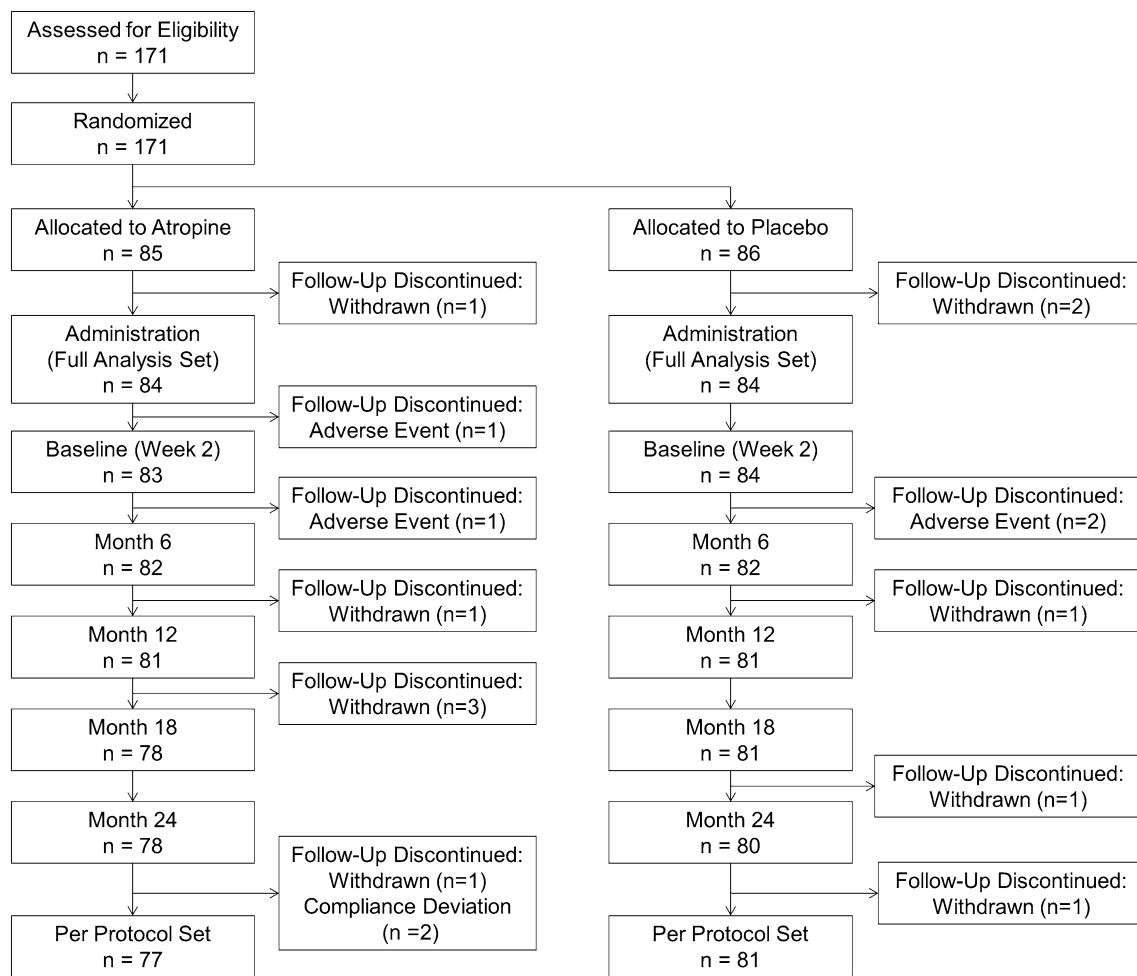 Assessed for Eligibility
n = 171
Randomized
n = 171
Allocated to Atropine
n = 85
Allocated to Placebo
n = 86
Follow-Up Discontinued:
Withdrawn (n=1)
Follow-Up Discontinued:
Withdrawn (n=2)
Administration
(Full Analysis Set)
n = 84
Administration
(Full Analysis Set)
n = 84
Follow-Up Discontinued:
Adverse Event (n=1)
Baseline (Week 2)
n = 83
Baseline (Week 2)
n = 84
Follow-Up Discontinued:
Adverse Event (n=1)
Follow-Up Discontinued:
Adverse Event (n=2)
Month 6
n = 82
Month 6
n = 82
Follow-Up Discontinued:
Withdrawn (n=1)
Follow-Up Discontinued:
Withdrawn (n=1)
Month 12
n = 81
Month 12
n = 81
Follow-Up Discontinued:
Withdrawn (n=3)
Month 18
n = 78
Month 18
n = 81
Follow-Up Discontinued:
Withdrawn (n=1)
Month 24
n = 78
Month 24
n = 80
Follow-Up Discontinued:
Withdrawn (n=1)
Compliance Deviation
(n =2)
Follow-Up Discontinued:
Withdrawn (n=1)
Per Protocol Set
n = 77
Per Protocol Set
n = 81